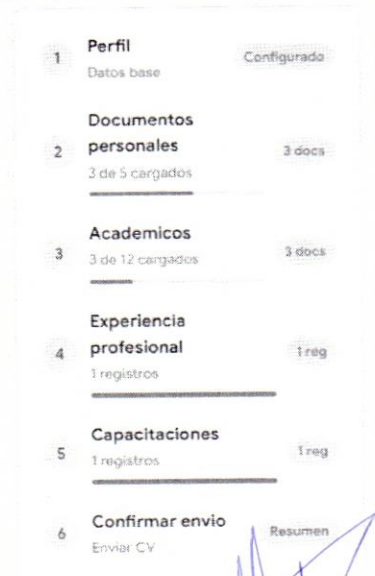 1 Perfil Configurado
Datos base
Documentos
2 personales 3 docs
3 de 5 cargados
Academicos
3 3 de 12 cargados 3 docs
Experiencia
4 profesional 1 reg
1 registros
Capacitaciones
5 1 registros 1 reg
6 Confirmar envio Resumen
Enviar CV